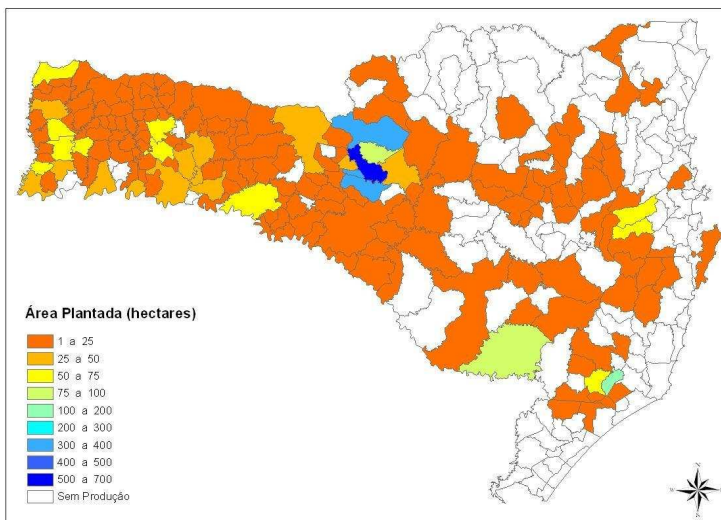 Área Plantada (hectares)
1 a 25
25 a 50
50 a 75
75 a 100
100 a 200
200 a 300
300 a 400
400 a 500
500 a 700
Sem Produção
N
W
E
S